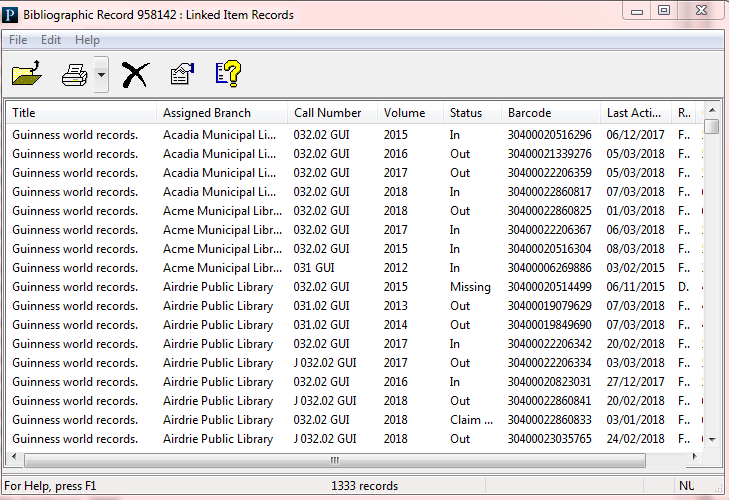 Bibliographic Record 958142 : Linked Item Records
File Edit Help
Title Assigned Branch Call Number Volume Status Barcode Last Acti... R..
Guinness world records. Acadia Municipal Li... 032.02 GUI 2015 In 30400020516296 06/12/2017 F..
Guinness world records. Acadia Municipal Li... 032.02 GUI 2016 Out 30400021339276 05/03/2018 F..
Guinness world records. Acadia Municipal Li... 032.02 GUI 2017 Out 30400022206359 05/03/2018 F..
Guinness world records. Acadia Municipal Li... 032.02 GUI 2018 In 30400022860817 07/03/2018 F..
Guinness world records. Acme Municipal Libr... 032.02 GUI 2018 Out 30400022860825 01/03/2018 F..
Guinness world records. Acme Municipal Libr... 032.02 GUI 2017 In 30400022206367 06/03/2018 F..
Guinness world records. Acme Municipal Libr... 032.02 GUI 2015 In 30400020516304 08/03/2018 F..
Guinness world records. Acme Municipal Libr... 031 GUI 2012 In 30400006269886 03/02/2015 F..
Guinness world records. Airdrie Public Library 032.02 GUI 2015 Missing 30400020514499 06/11/2015 D.
Guinness world records. Airdrie Public Library 031.02 GUI 2013 Out 30400019079629 07/03/2018 F..
Guinness world records. Airdrie Public Library 031.02 GUI 2014 Out 30400019849690 07/03/2018 F..
Guinness world records. Airdrie Public Library 032.02 GUI 2017 In 30400022206342 20/02/2018 F..
Guinness world records. Airdrie Public Library J 032.02 GUI 2017 Out 30400022206334 03/03/2018 F..
Guinness world records. Airdrie Public Library 032.02 GUI 2016 In 30400020823031 27/12/2017 F..
Guinness world records. Airdrie Public Library J 032.02 GUI 2018 Out 30400022860841 20/02/2018 F..
Guinness world records. Airdrie Public Library 032.02 GUI 2018 Claim ... 30400022860833 03/01/2018 F..
Guinness world records. Airdrie Public Library J 032.02 GUI 2018 Out 30400023035765 24/02/2018 F..
For Help, press F1 1333 records NU